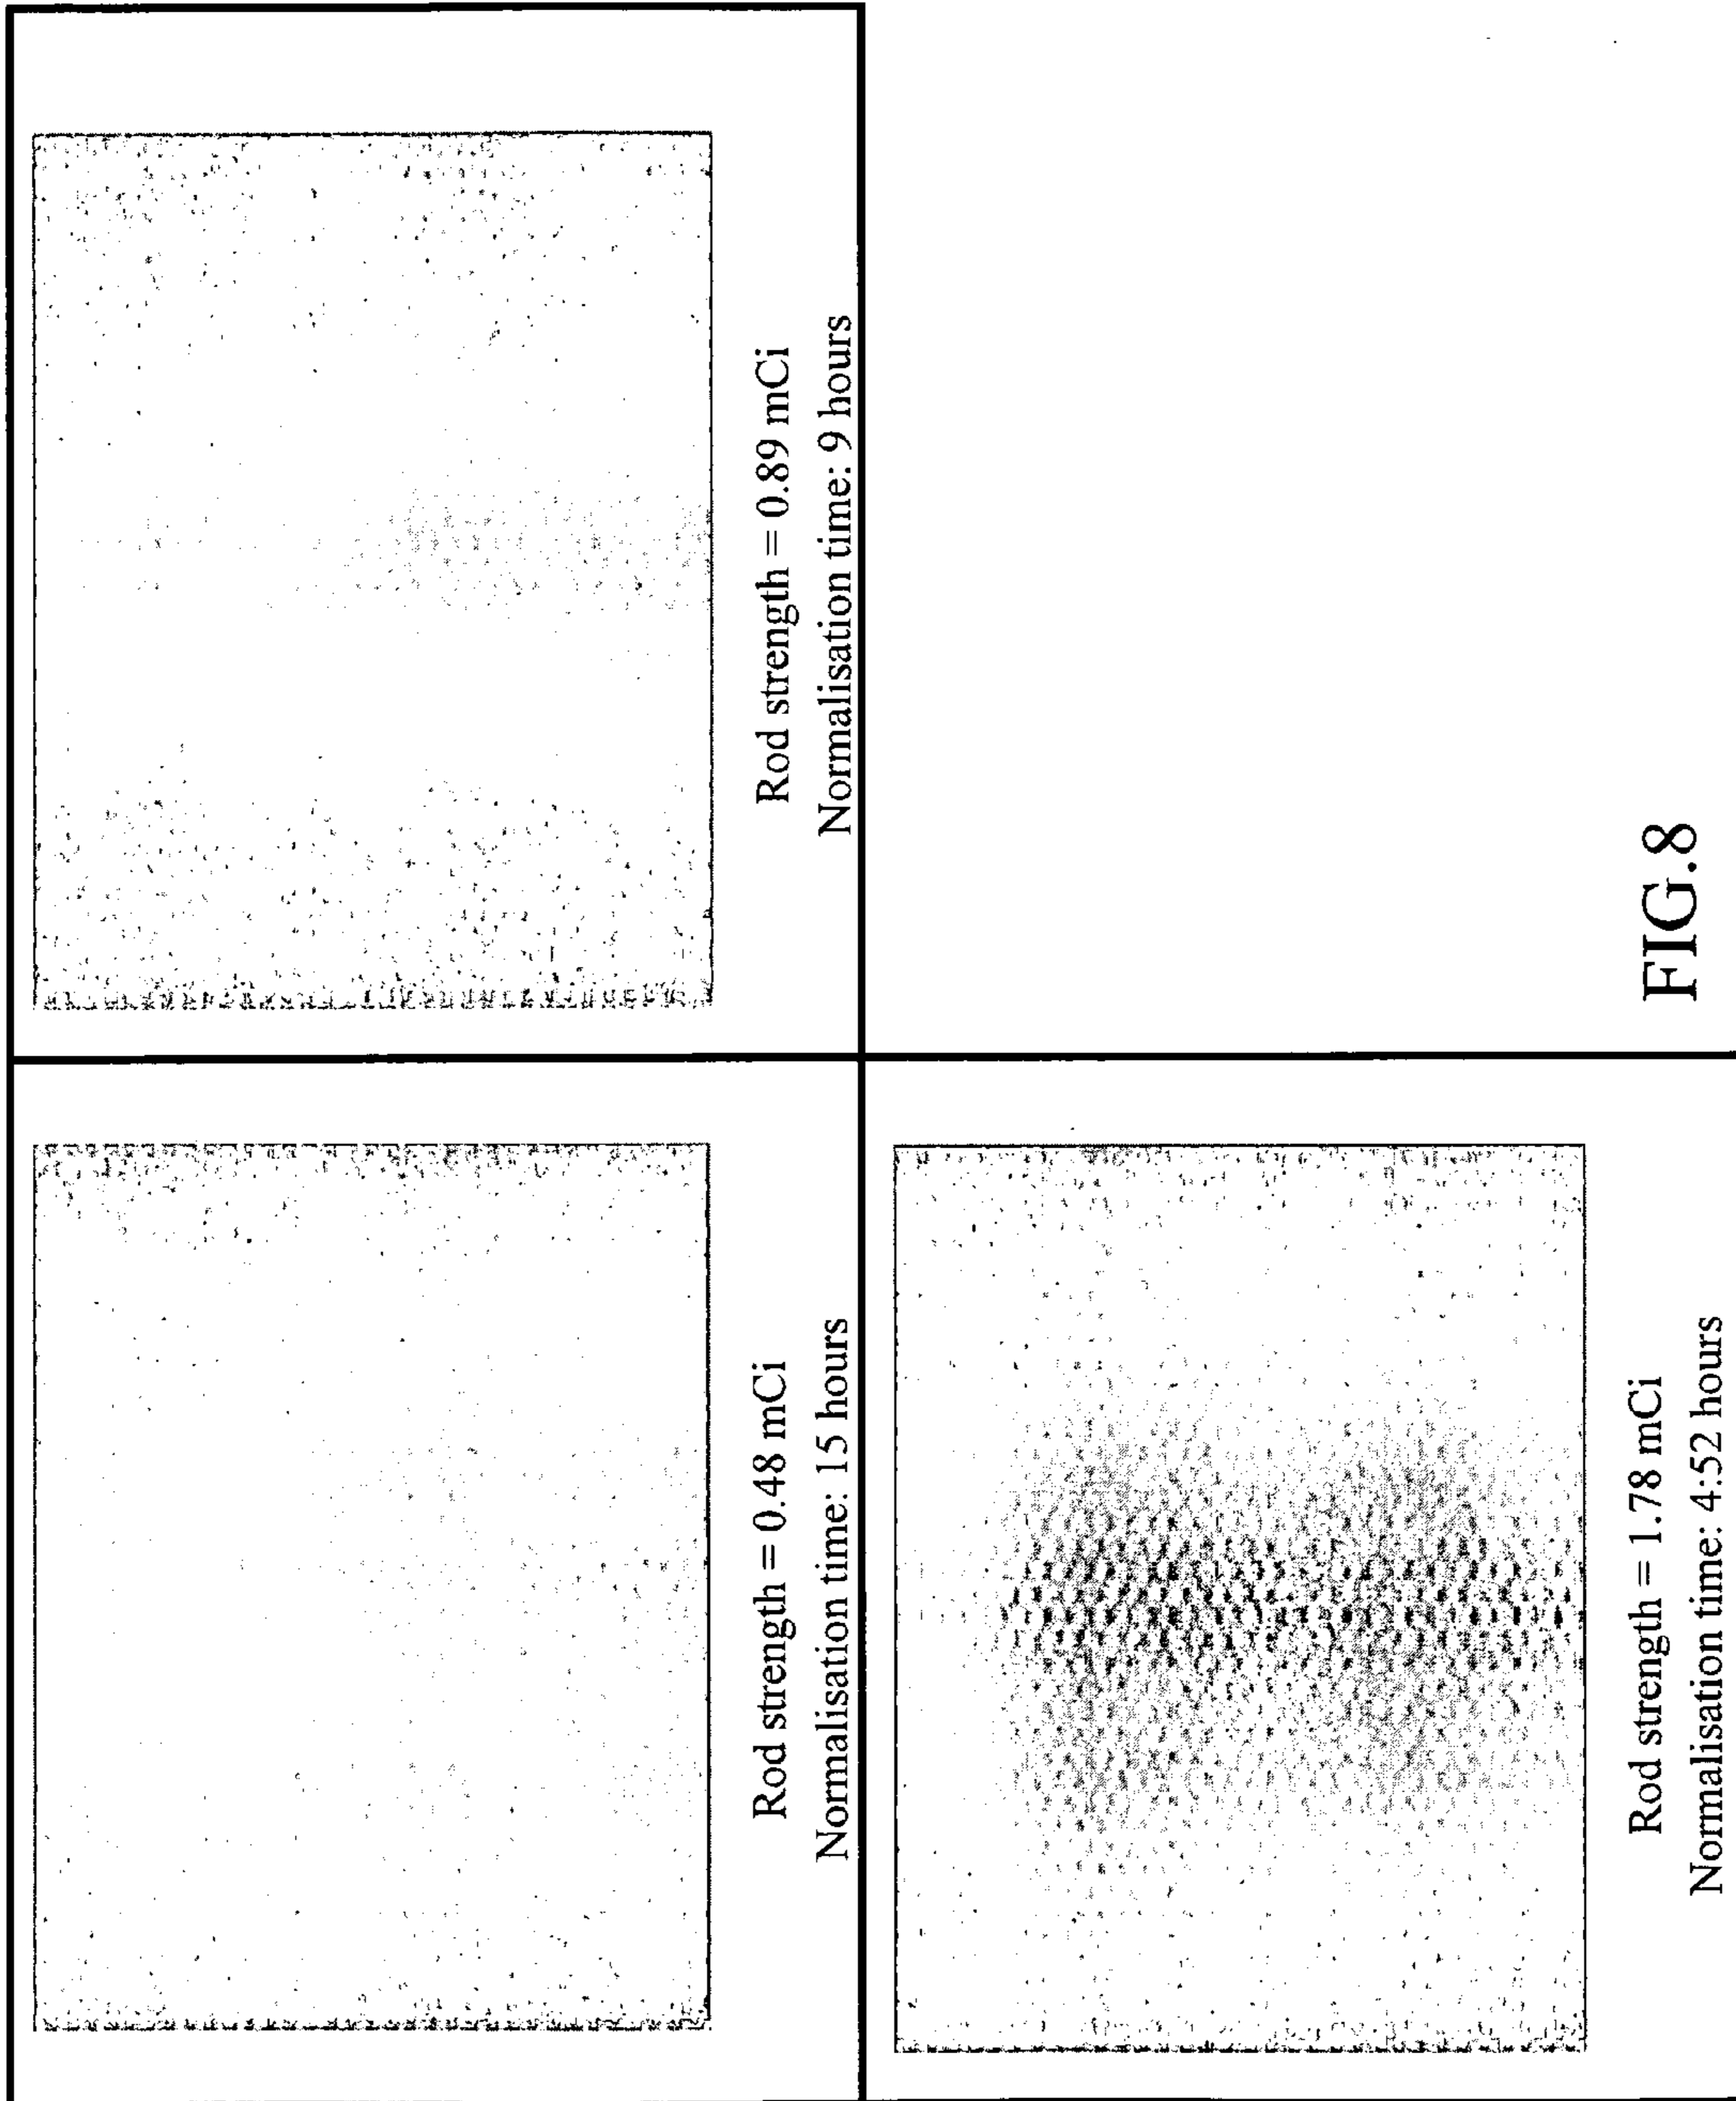 Rod strength = 0.48 mCi
Normalisation time: 15 hours
Rod strength = 0.89 mCi
Normalisation time: 9 hours
Rod strength = 1.78 mCi
Normalisation time: 4:52 hours
FIG.8